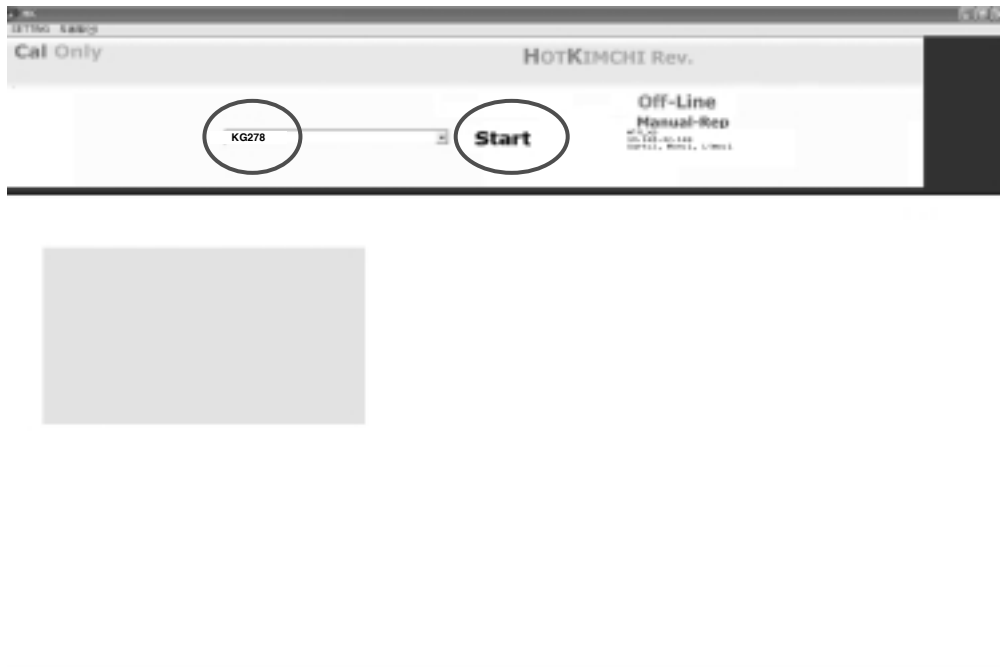 SETTING
Cal Only
HOTKIMCHI Rev.
Off-Line
Manual-Rep
KG278
Start